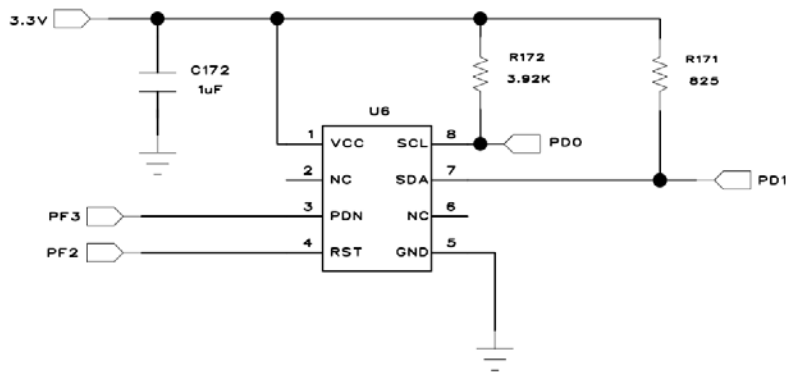 3.3V
C172
1uF
R172
3.92K
R171
825
U6
1 VCC SCL 8 PD0
2 NC SDA 7 PD1
PF3 3 PDN NC 6
PF2 4 RST GND 5